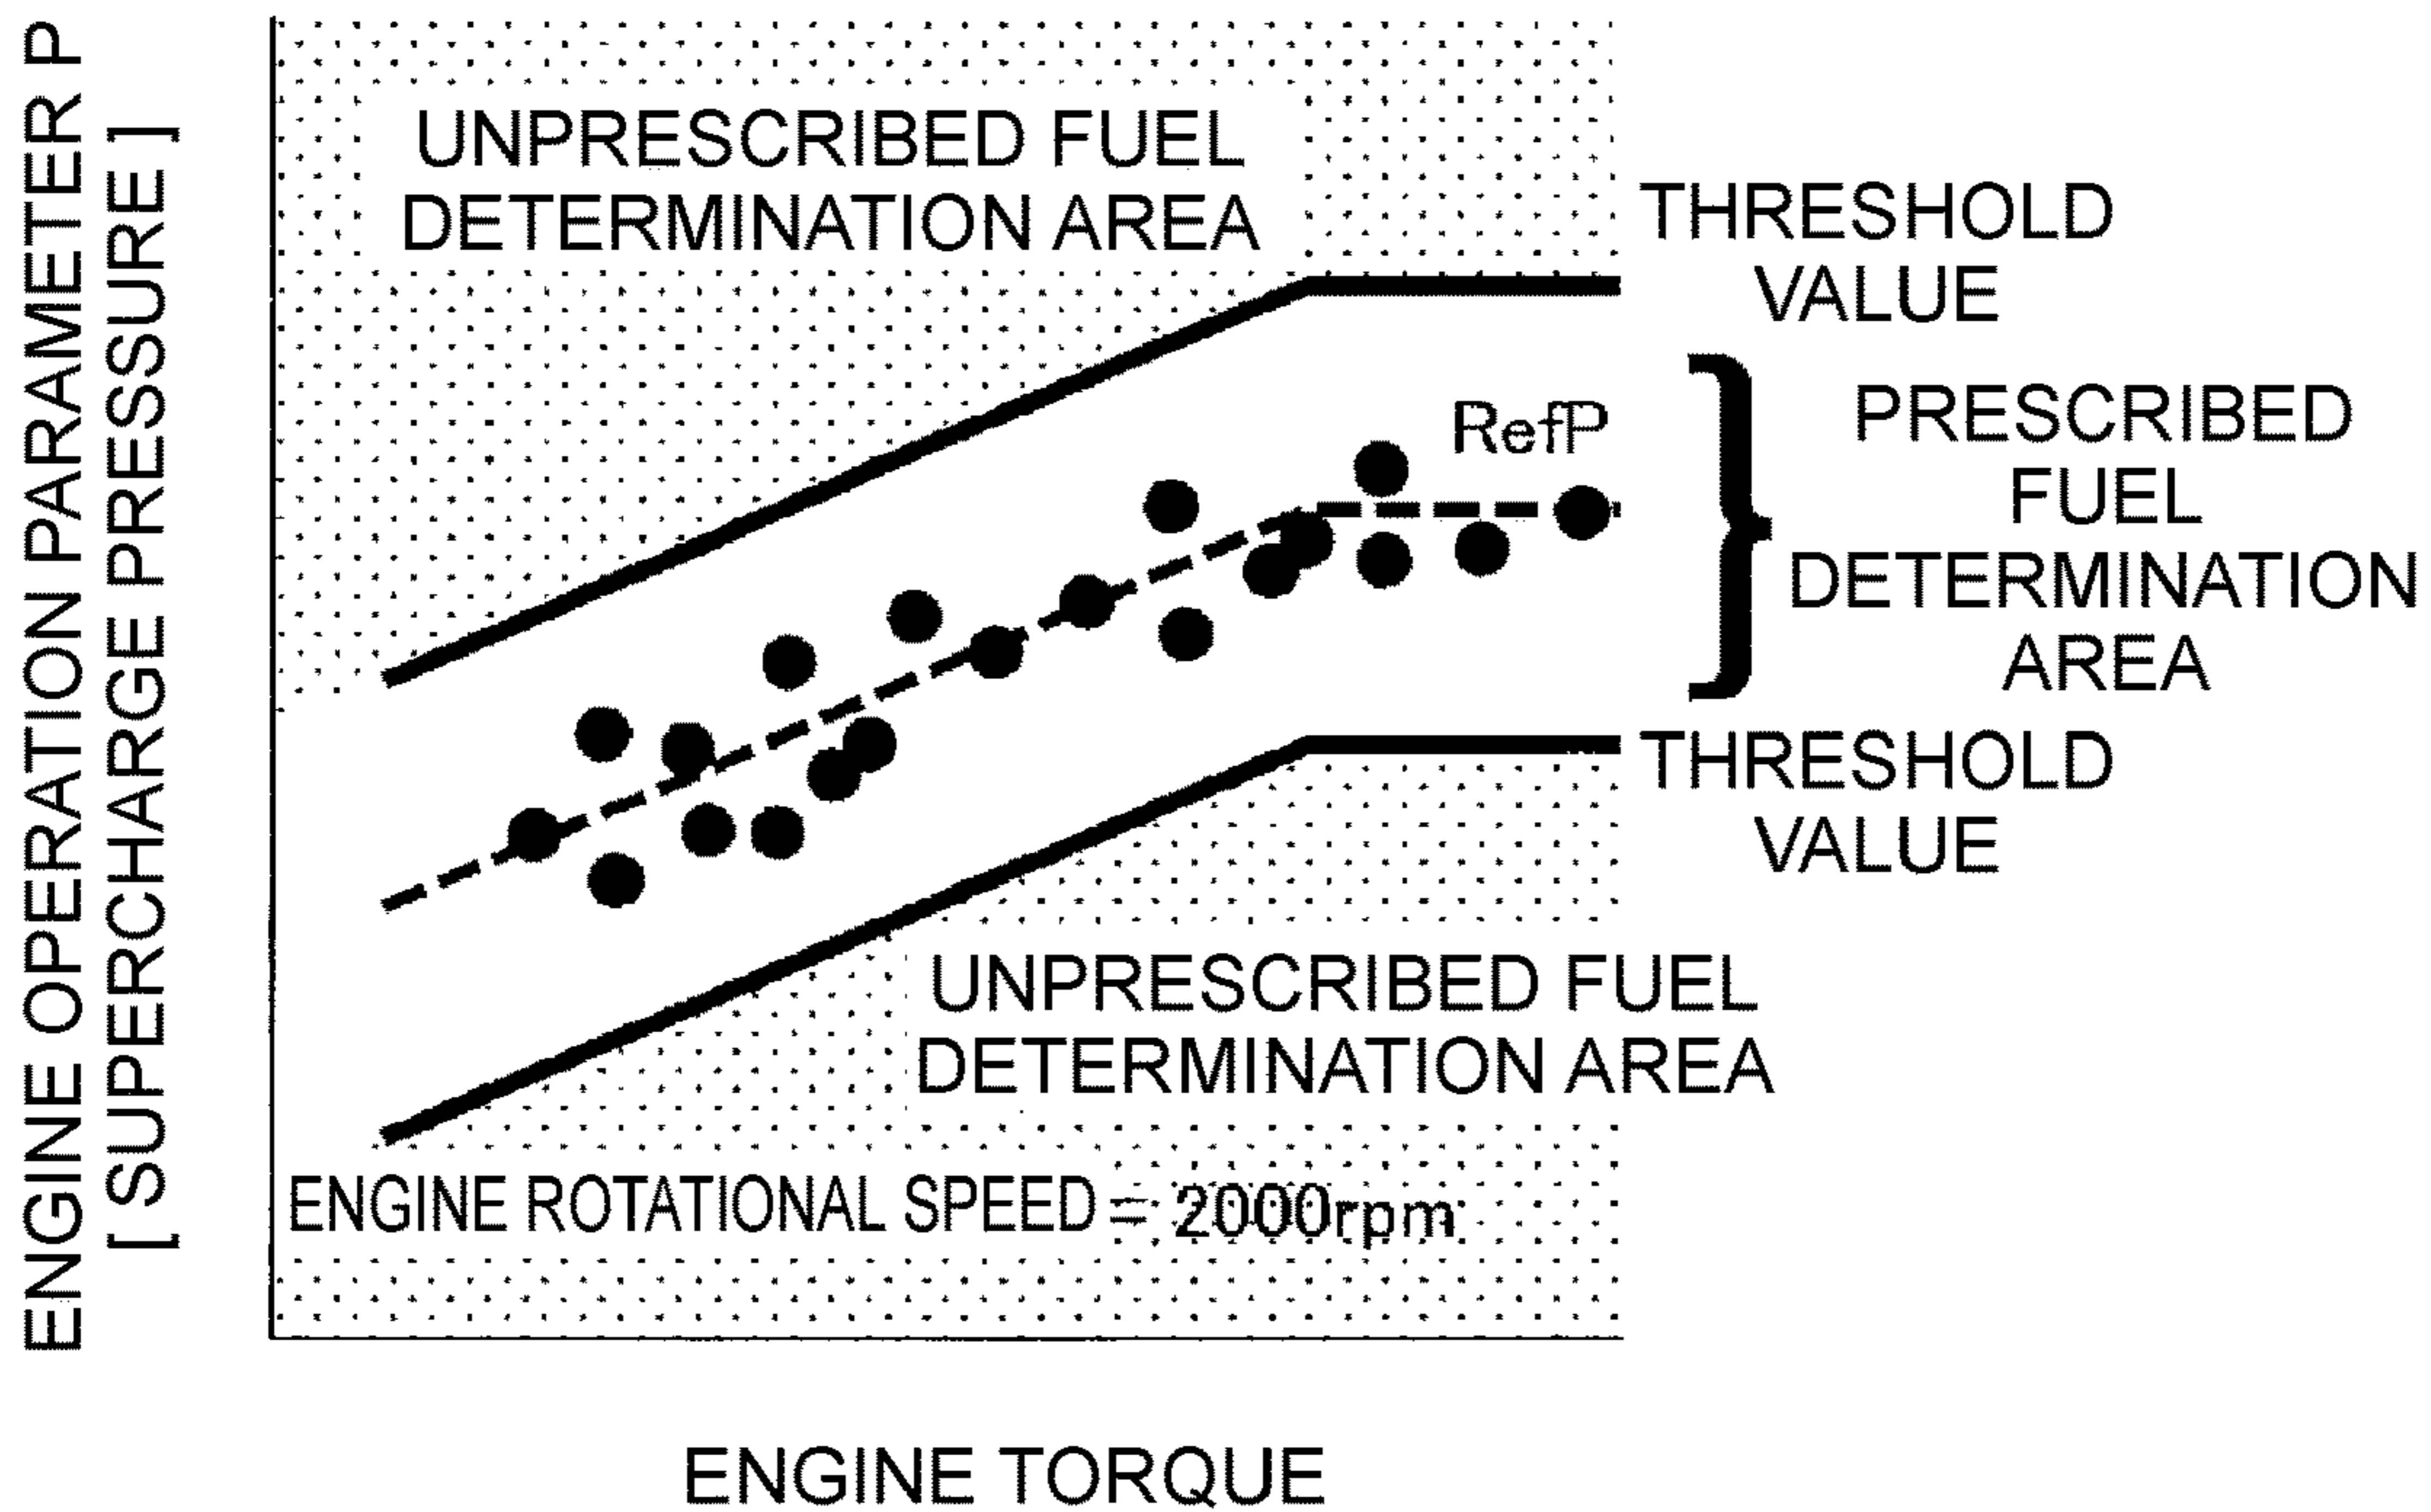 ENGINE OPERATION PARAMETER P
[ SUPERCHARGE PRESSURE ]
UNPRESCRIBED FUEL
DETERMINATION AREA
THRESHOLD
VALUE
RefP
PRESCRIBED
FUEL
DETERMINATION
AREA
THRESHOLD
VALUE
UNPRESCRIBED FUEL
DETERMINATION AREA
ENGINE ROTATIONAL SPEED = 2000rpm
ENGINE TORQUE